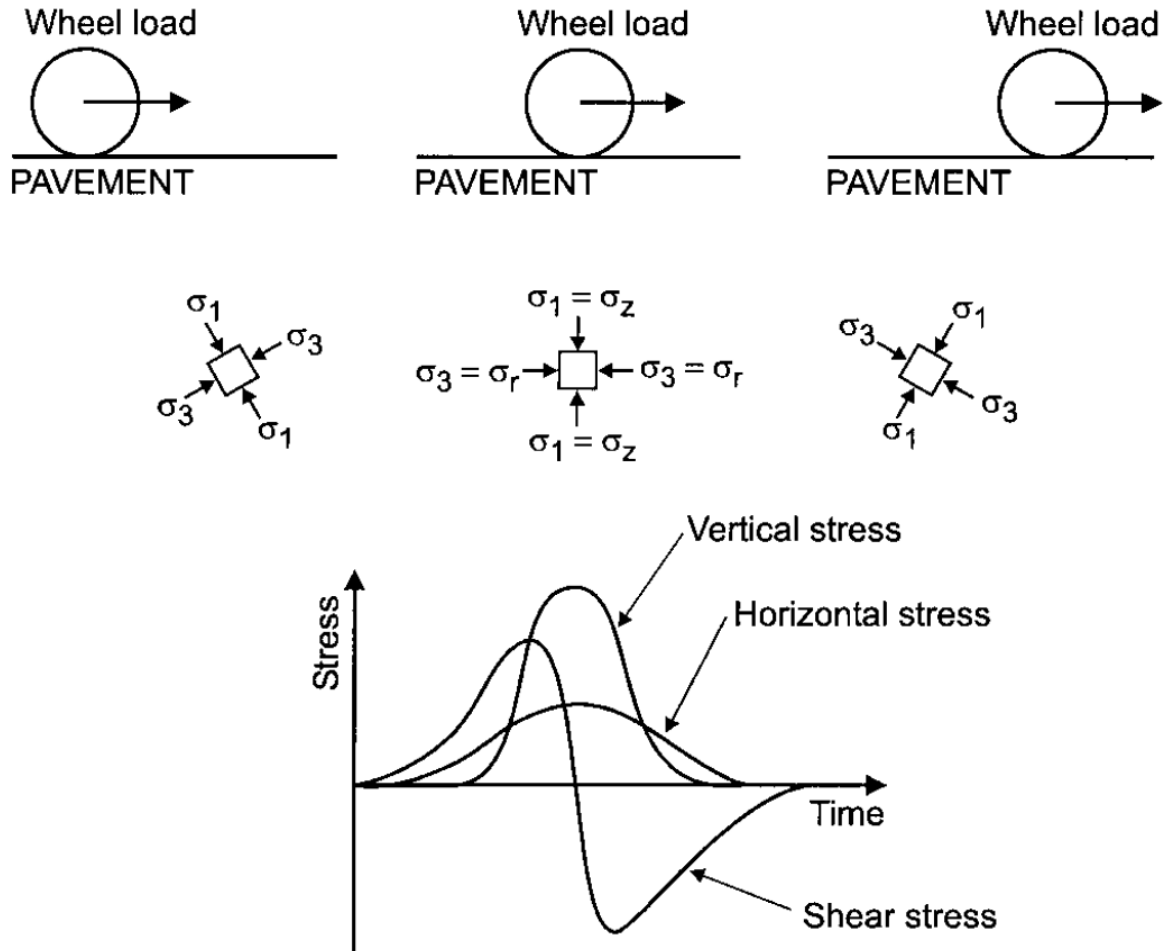 Wheel load
Wheel load
Wheel load
PAVEMENT
PAVEMENT
PAVEMENT
σ1
σ3
σ3
σ1
σ1 = σz
σ3 = σr
σ3 = σr
σ1 = σz
σ3
σ1
σ1
σ3
Vertical stress
Horizontal stress
Stress
Time
Shear stress